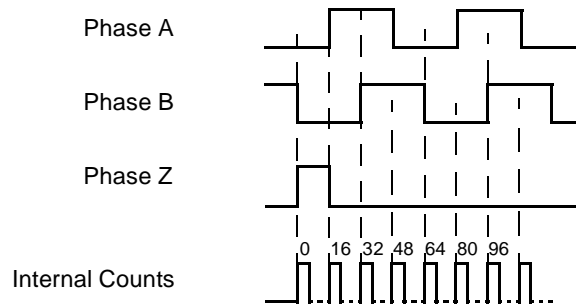 Phase A
Phase B
Phase Z
0 16 32 48 64 80 96
Internal Counts